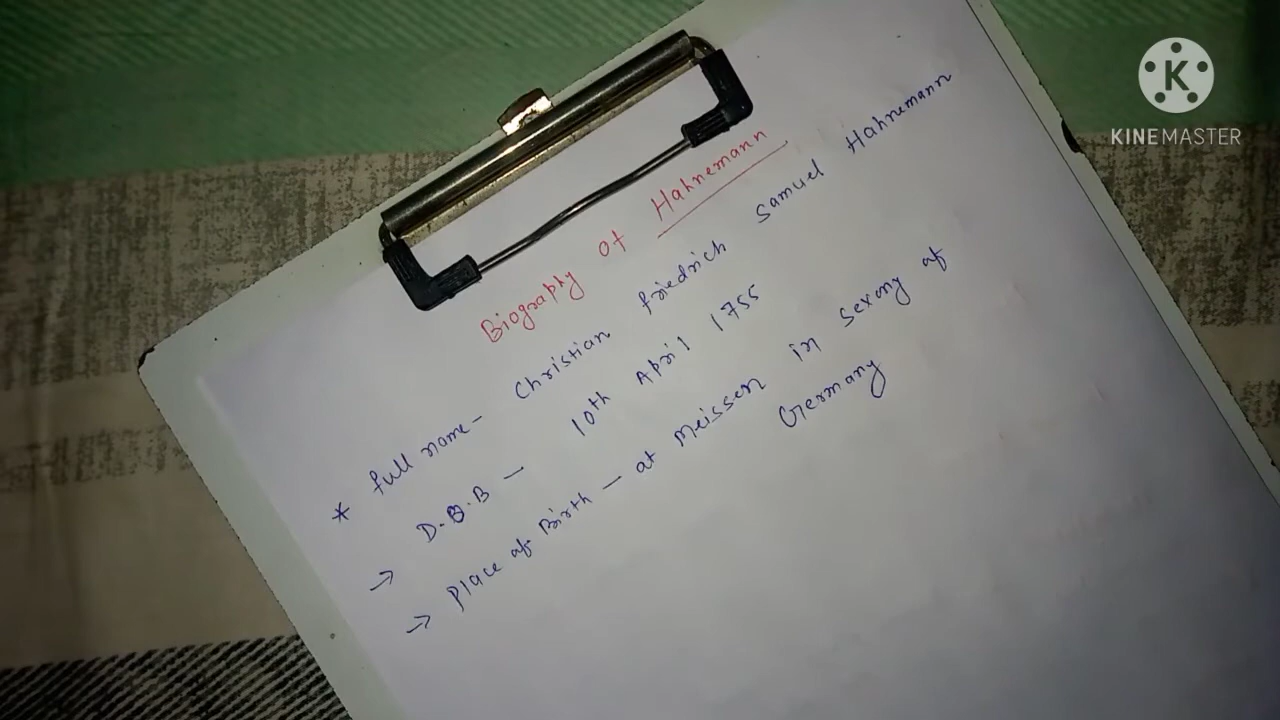 Biography of Hahnemann
* full name - Christian friedrich Samuel Hahnemann
→ D.O.B - 10th April 1755
→ Place of Birth - at Meissen in Sexony of
Germany
K
KINEMASTER